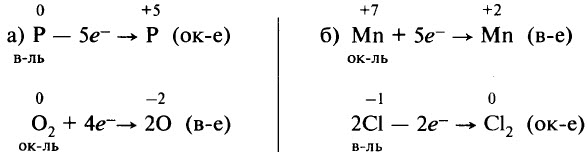 0 +5
а) P — 5e⁻ → P (ок-е)
в-ль
0 −2
O₂ + 4e⁻ → 2O (в-е)
ок-ль
+7 +2
б) Mn + 5e⁻ → Mn (в-е)
ок-ль
−1 0
2Cl — 2e⁻ → Cl₂ (ок-е)
в-ль